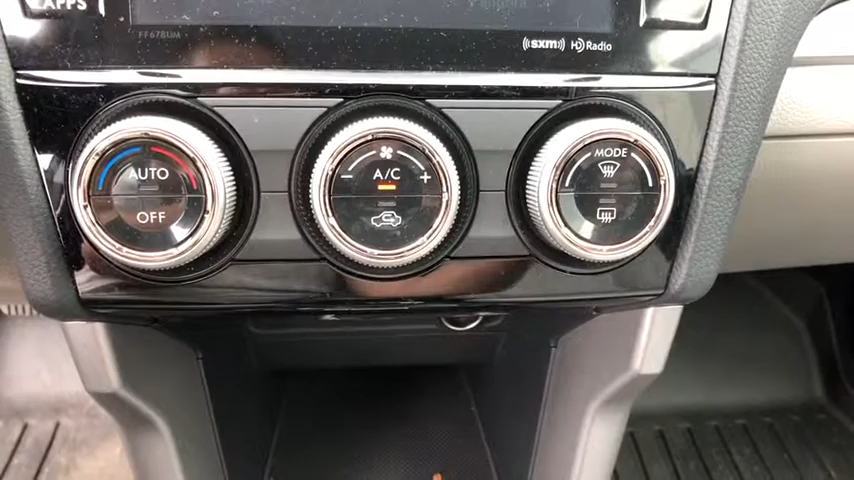 APPS
FF678UM
sxm HD Radio
AUTO
OFF
A/C
- +
MODE